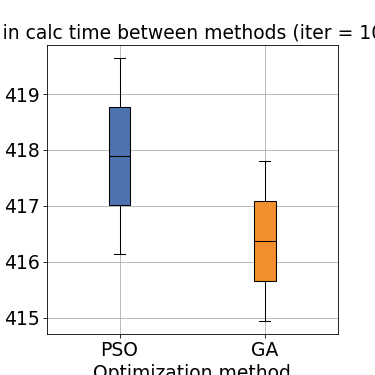 in calc time between methods (iter = 10
419
418
417
416
415
PSO GA
Optimization method